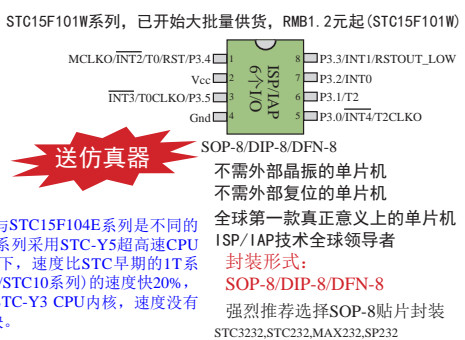 STC15F101W系列，已开始大批量供货，RMB1.2元起(STC15F101W)
MCLKO/INT2/T0/RST/P3.4 1
8 P3.3/INT1/RSTOUT_LOW
Vcc 2
7 P3.2/INT0
INT3/T0CLKO/P3.5 3
6 P3.1/T2
Gnd 4
5 P3.0/INT4/T2CLKO
ISP/IAP
6个I/O
SOP-8/DIP-8/DFN-8
送仿真器
不需外部晶振的单片机
不需外部复位的单片机
全球第一款真正意义上的单片机
ISP/IAP技术全球领导者
封装形式：
SOP-8/DIP-8/DFN-8
强烈推荐选择SOP-8贴片封装
STC3232,STC232,MAX232,SP232
与STC15F104E系列是不同的
系列采用STC-Y5超高速CPU
下，速度比STC早期的1T系
/STC10系列)的速度快20%，
TC-Y3 CPU内核，速度没有
快。